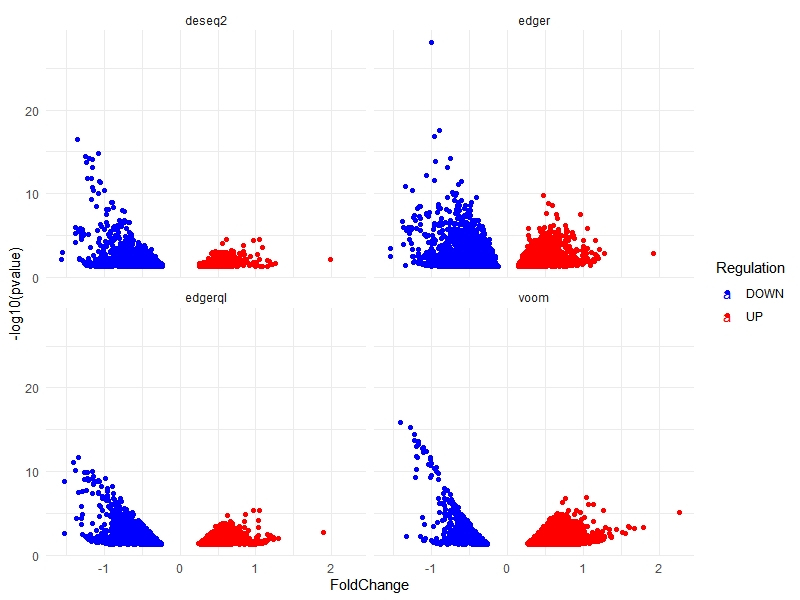 deseq2
edger
20
10
0
edgerql
voom
20
10
0
-1
0
1
2
-1
0
1
2
FoldChange
-log10(pvalue)
Regulation
a DOWN
a UP